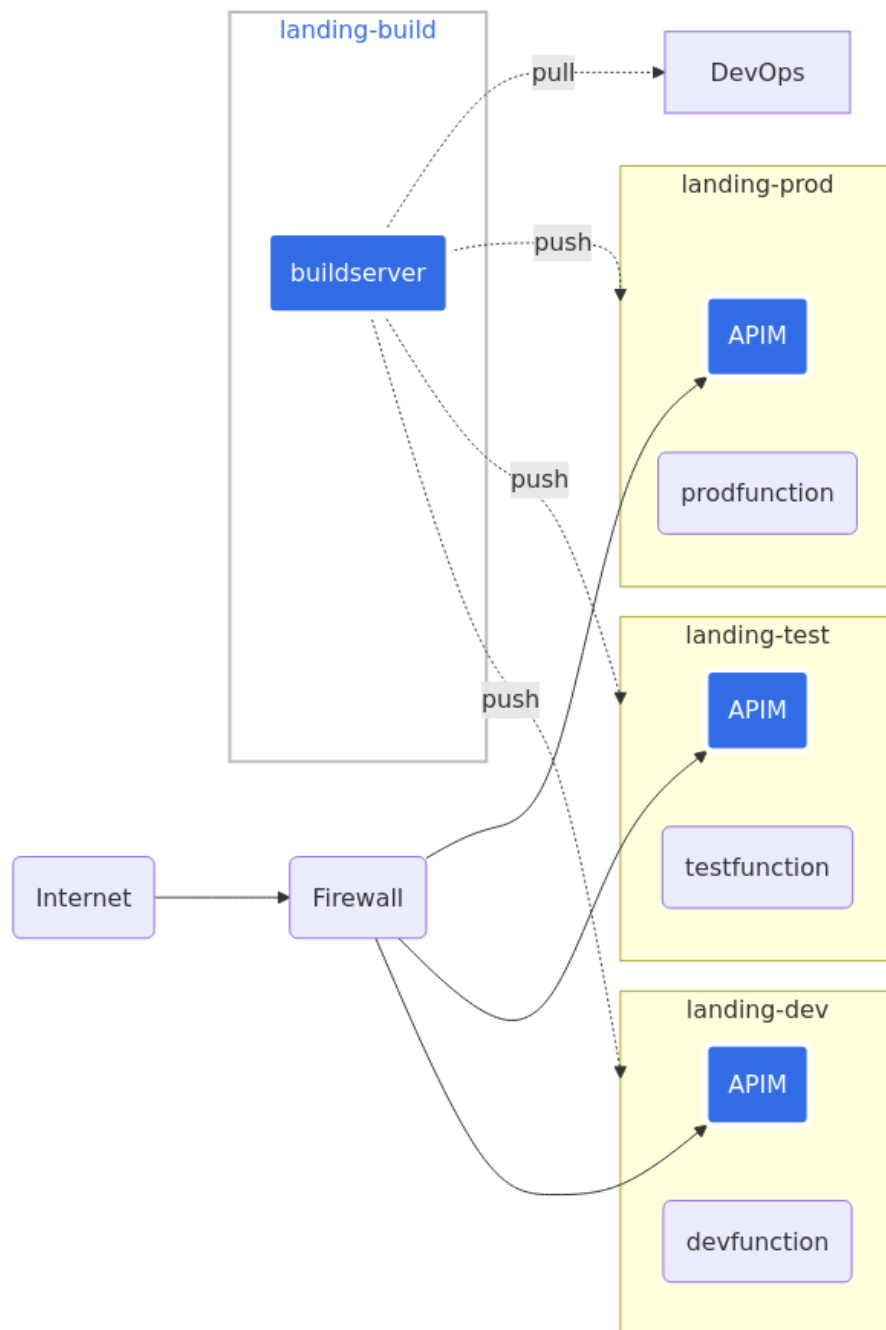 landing-build
pull
DevOps
landing-prod
push
buildserver
APIM
push
prodfunction
landing-test
push
APIM
testfunction
Internet
Firewall
landing-dev
APIM
devfunction